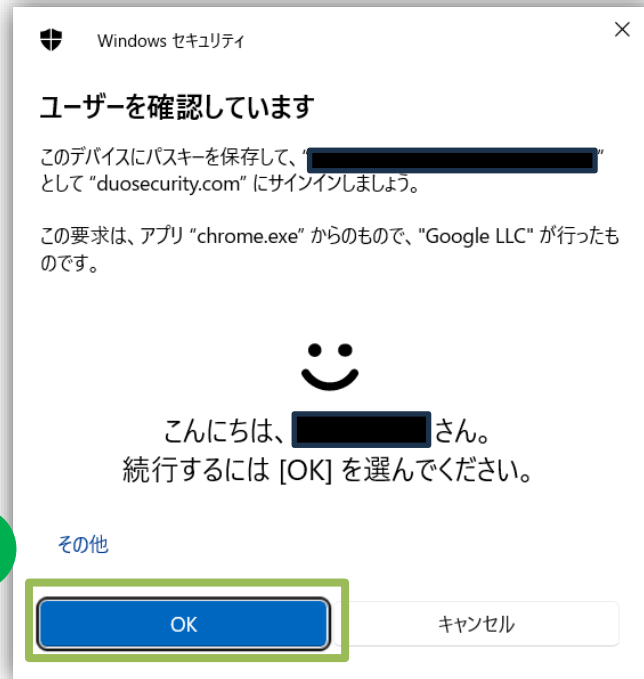 Windows セキュリティ
ユーザーを確認しています
このデバイスにパスキーを保存して、“ ”
として “duosecurity.com” にサインインしましょう。
この要求は、アプリ “chrome.exe” からのもので、"Google LLC" が行ったも
のです。
こんにちは、 さん。
続行するには [OK] を選んでください。
その他
OK キャンセル